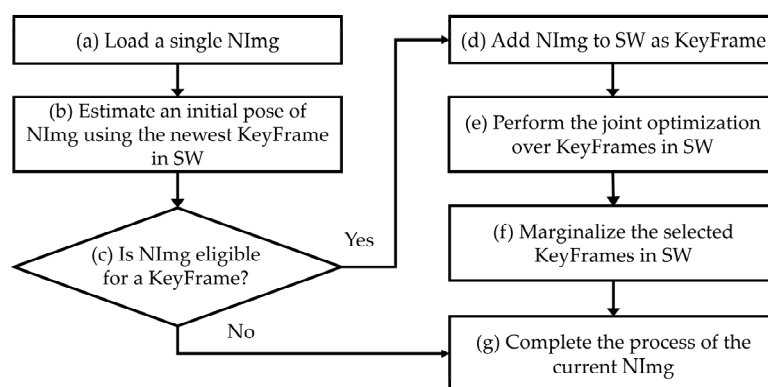 (a) Load a single NImg
(b) Estimate an initial pose of
NImg using the newest KeyFrame
in SW
(c) Is NImg eligible
for a KeyFrame?
Yes
No
(d) Add NImg to SW as KeyFrame
(e) Perform the joint optimization
over KeyFrames in SW
(f) Marginalize the selected
KeyFrames in SW
(g) Complete the process of the
current NImg